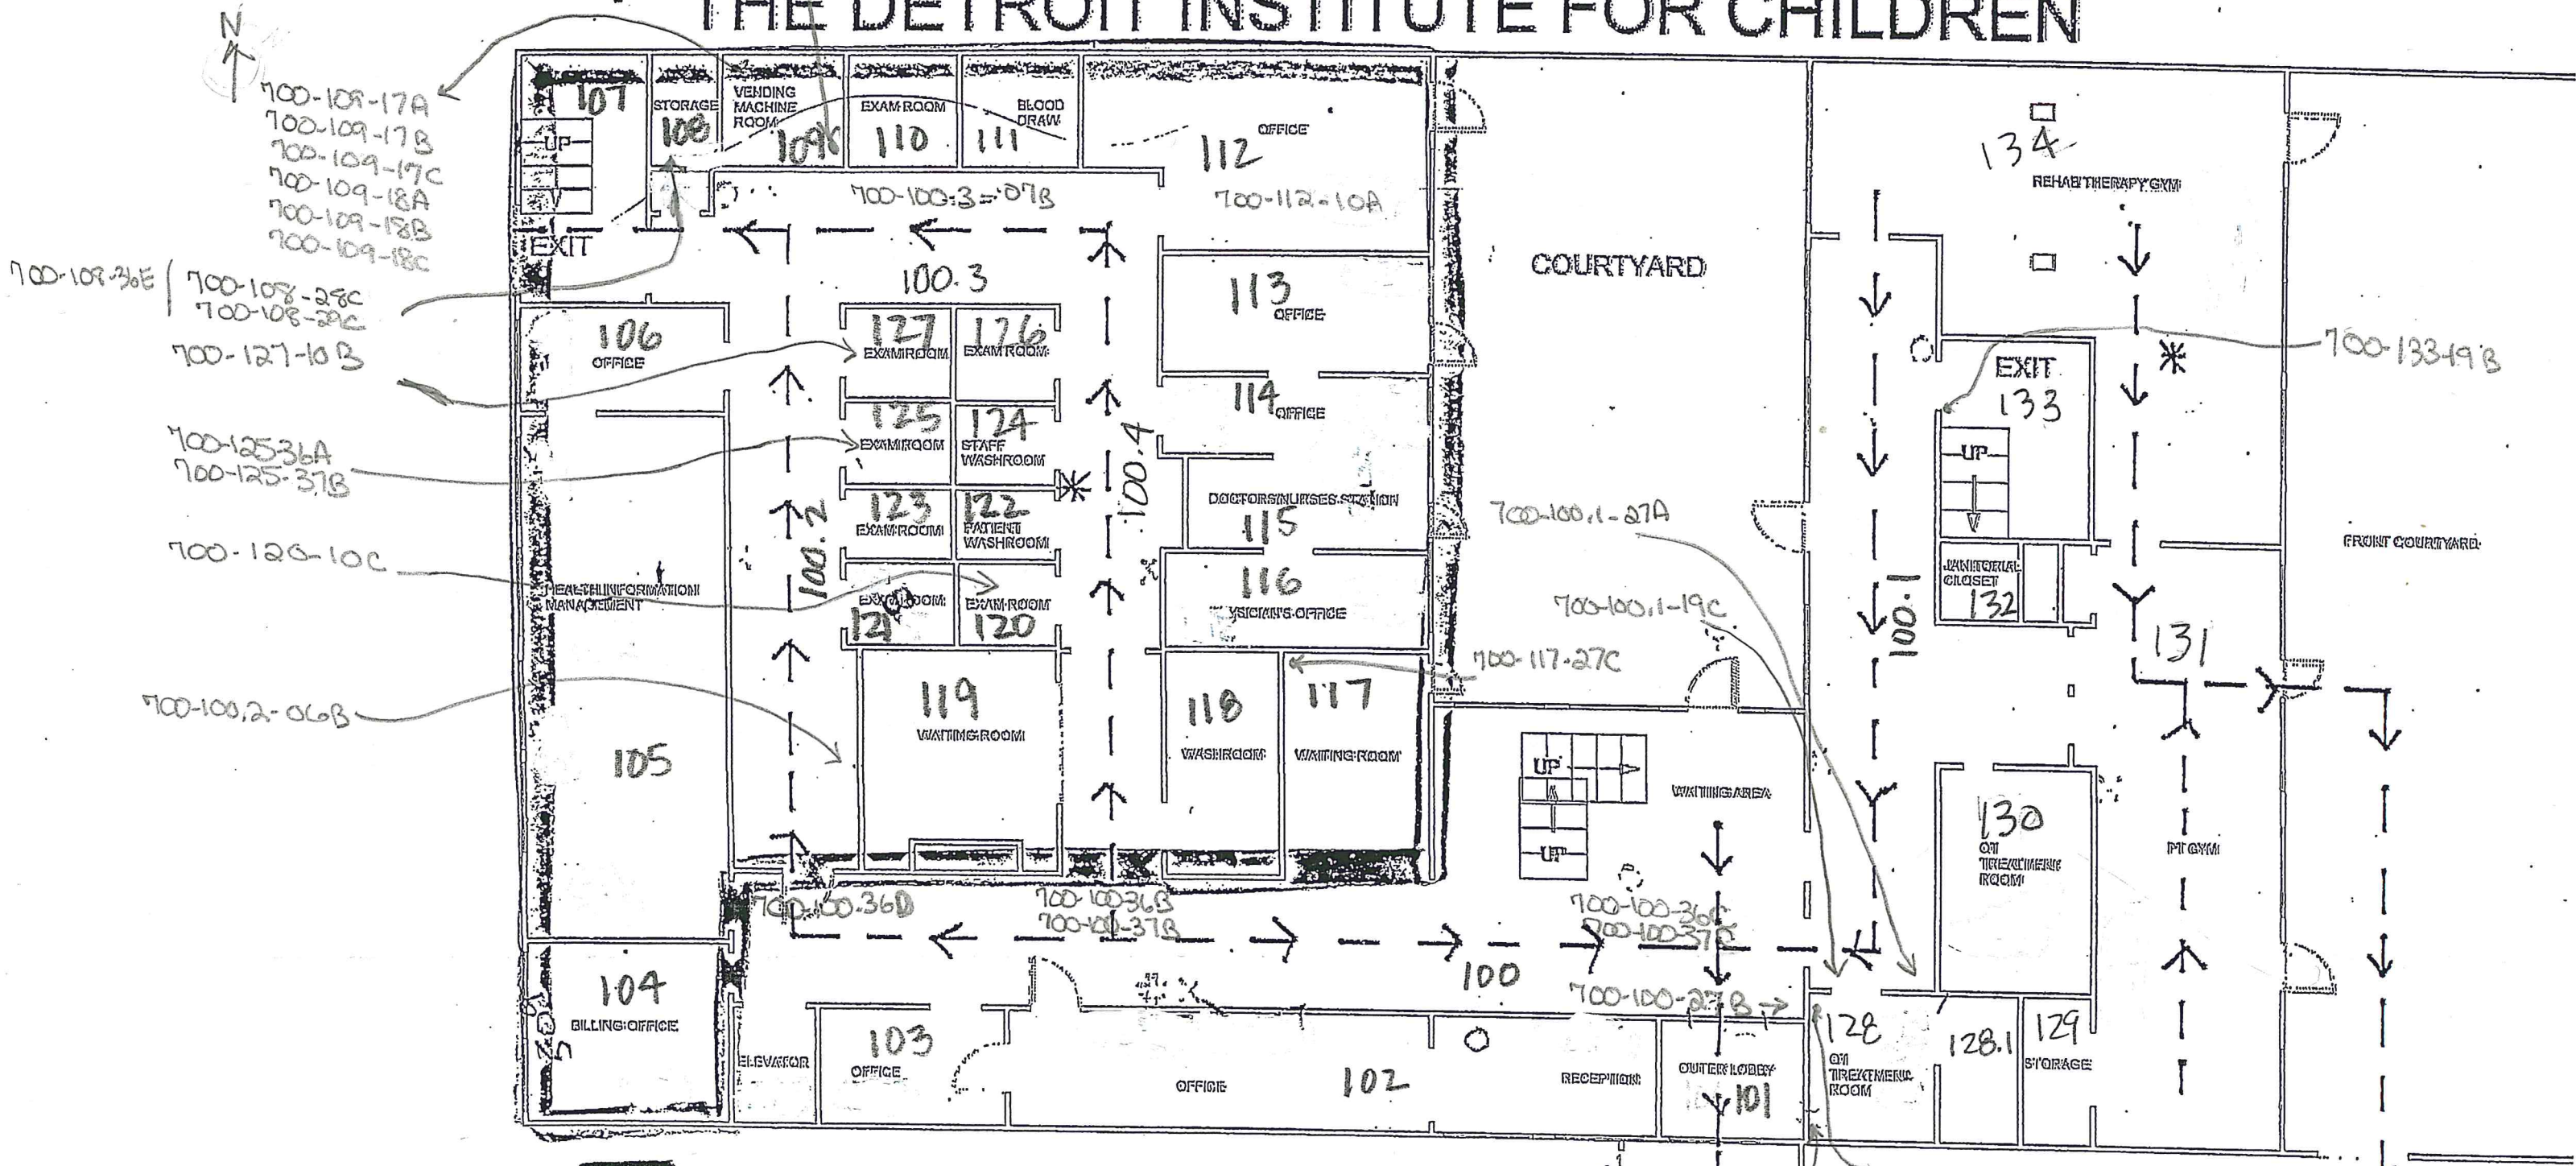 THE DETROIT INSTITUTE FOR CHILDREN
N
700-109-17A
700-109-17B
700-109-17C
700-109-18A
700-109-18B
700-109-18C
700-108-36E
700-108-28C
700-108-29C
700-127-10B
700-125-36A
700-125-37B
700-120-10C
700-100.2-06B
107
UP
EXIT
STORAGE
108
VENDING
MACHINE
ROOM
109
EXAM ROOM
110
BLOOD
DRAW
111
OFFICE
112
700-100.3-07B
700-112-10A
100.3
106
OFFICE
127
EXAM ROOM
126
EXAM ROOM
113
OFFICE
114
OFFICE
125
EXAM ROOM
124
STAFF
WASHROOM
100.4
123
EXAM ROOM
122
PATIENT
WASHROOM
DOCTORS/NURSES STATION
115
100.2
HEALTH INFORMATION
MANAGEMENT
EXAM ROOM
121
EXAM ROOM
120
116
YSICIAN'S OFFICE
105
119
WAITING ROOM
118
WASHROOM
117
WAITING ROOM
COURTYARD
700-100.1-27A
700-100.1-19C
700-117-27C
UP
UP
WAITING AREA
134
REHAB THERAPY GYM
700-133-19B
EXIT
133
UP
JANITORIAL
CLOSET
132
100.1
131
FRONT COURTYARD
130
OT
TREATMENT
ROOM
PT GYM
700-100-36D
700-100-36B
700-100-37B
700-100-36C
700-100-37C
100
700-100-27B
104
BILLING OFFICE
ELEVATOR
103
OFFICE
OFFICE
102
RECEPTION
OUTER LOBBY
101
128
OT
TREATMENT
ROOM
128.1
129
STORAGE